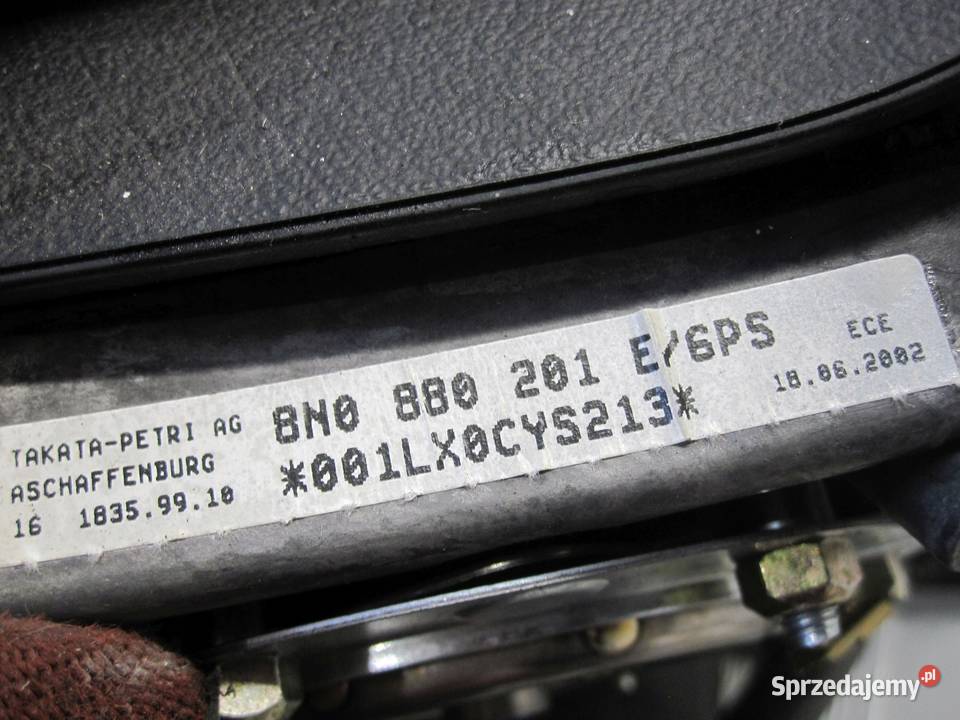 TAKATA-PETRI AG
ASCHAFFENBURG
16 1835.99.10
8N0 880 201 E/6PS
*001LX0CYS213*
ECE
18.06.2002
Sprzedajemy.pl